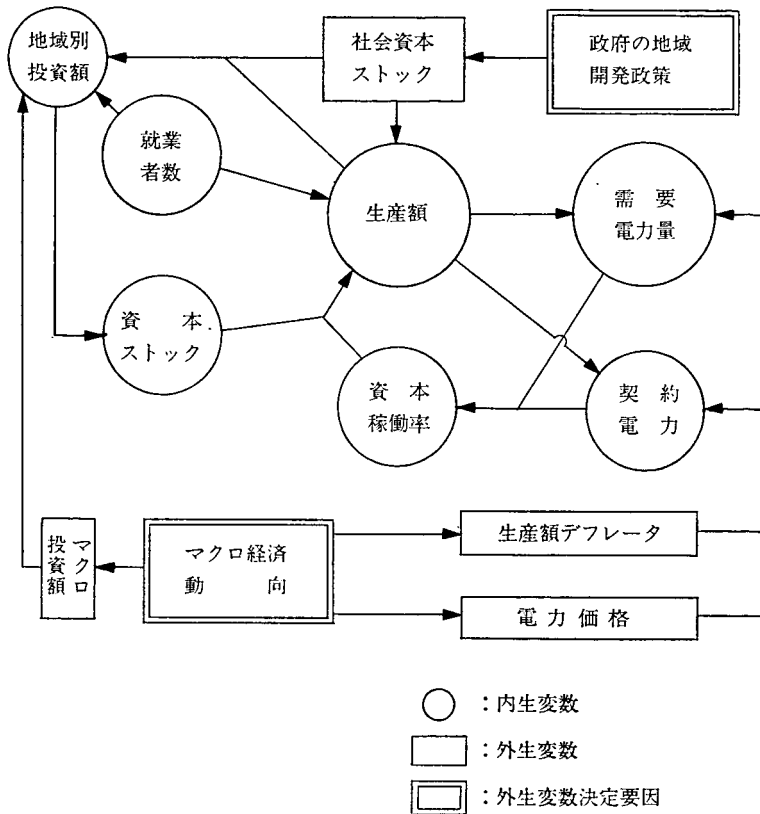 地域別
投資額
社会資本
ストック
政府の地域
開発政策
就業
者数
生産額
需要
電力量
資本
ストック
資本
稼働率
契約
電力
マクロ
投資額
マクロ経済
動向
生産額デフレータ
電力価格
：内生変数
：外生変数
：外生変数決定要因